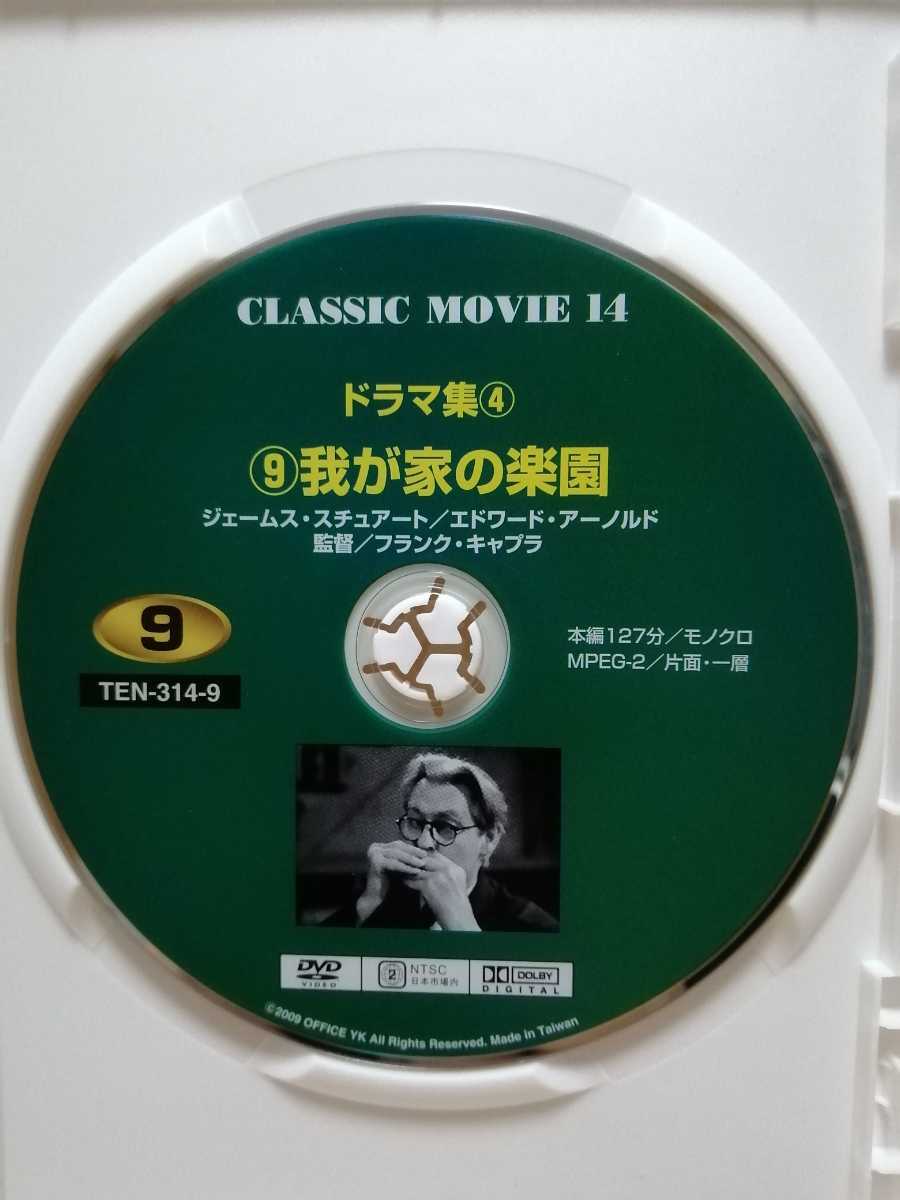 CLASSIC MOVIE 14
ドラマ集④
⑨我が家の楽園
ジェームス・スチュアート／エドワード・アーノルド
監督／フランク・キャプラ
9
TEN-314-9
本編127分／モノクロ
MPEG-2／片面・一層
DVD
VIDEO
2
NTSC
日本市場内
DOLBY
DIGITAL
©2009 OFFICE YK All Rights Reserved. Made in Taiwan